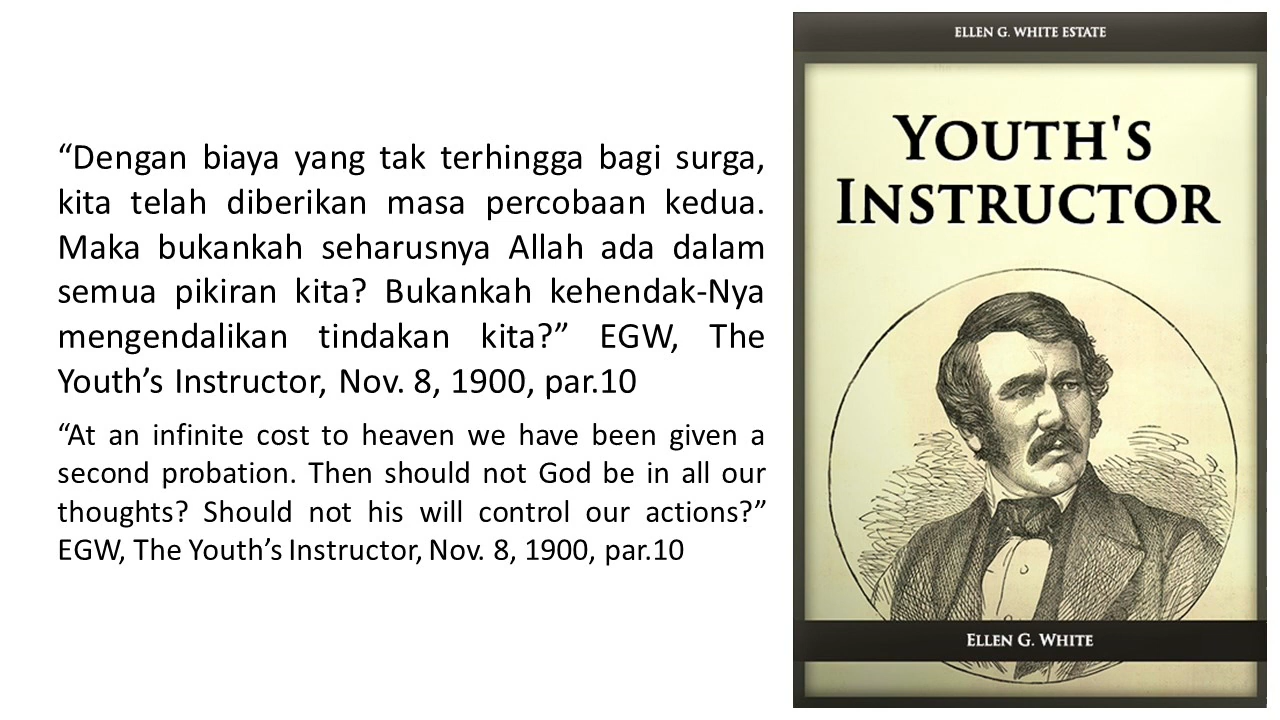 “Dengan biaya yang tak terhingga bagi surga,
kita telah diberikan masa percobaan kedua.
Maka bukankah seharusnya Allah ada dalam
semua pikiran kita? Bukankah kehendak-Nya
mengendalikan tindakan kita?” EGW, The
Youth’s Instructor, Nov. 8, 1900, par.10
“At an infinite cost to heaven we have been given a
second probation. Then should not God be in all our
thoughts? Should not his will control our actions?”
EGW, The Youth’s Instructor, Nov. 8, 1900, par.10
ELLEN G. WHITE ESTATE
YOUTH'S
INSTRUCTOR
ELLEN G. WHITE